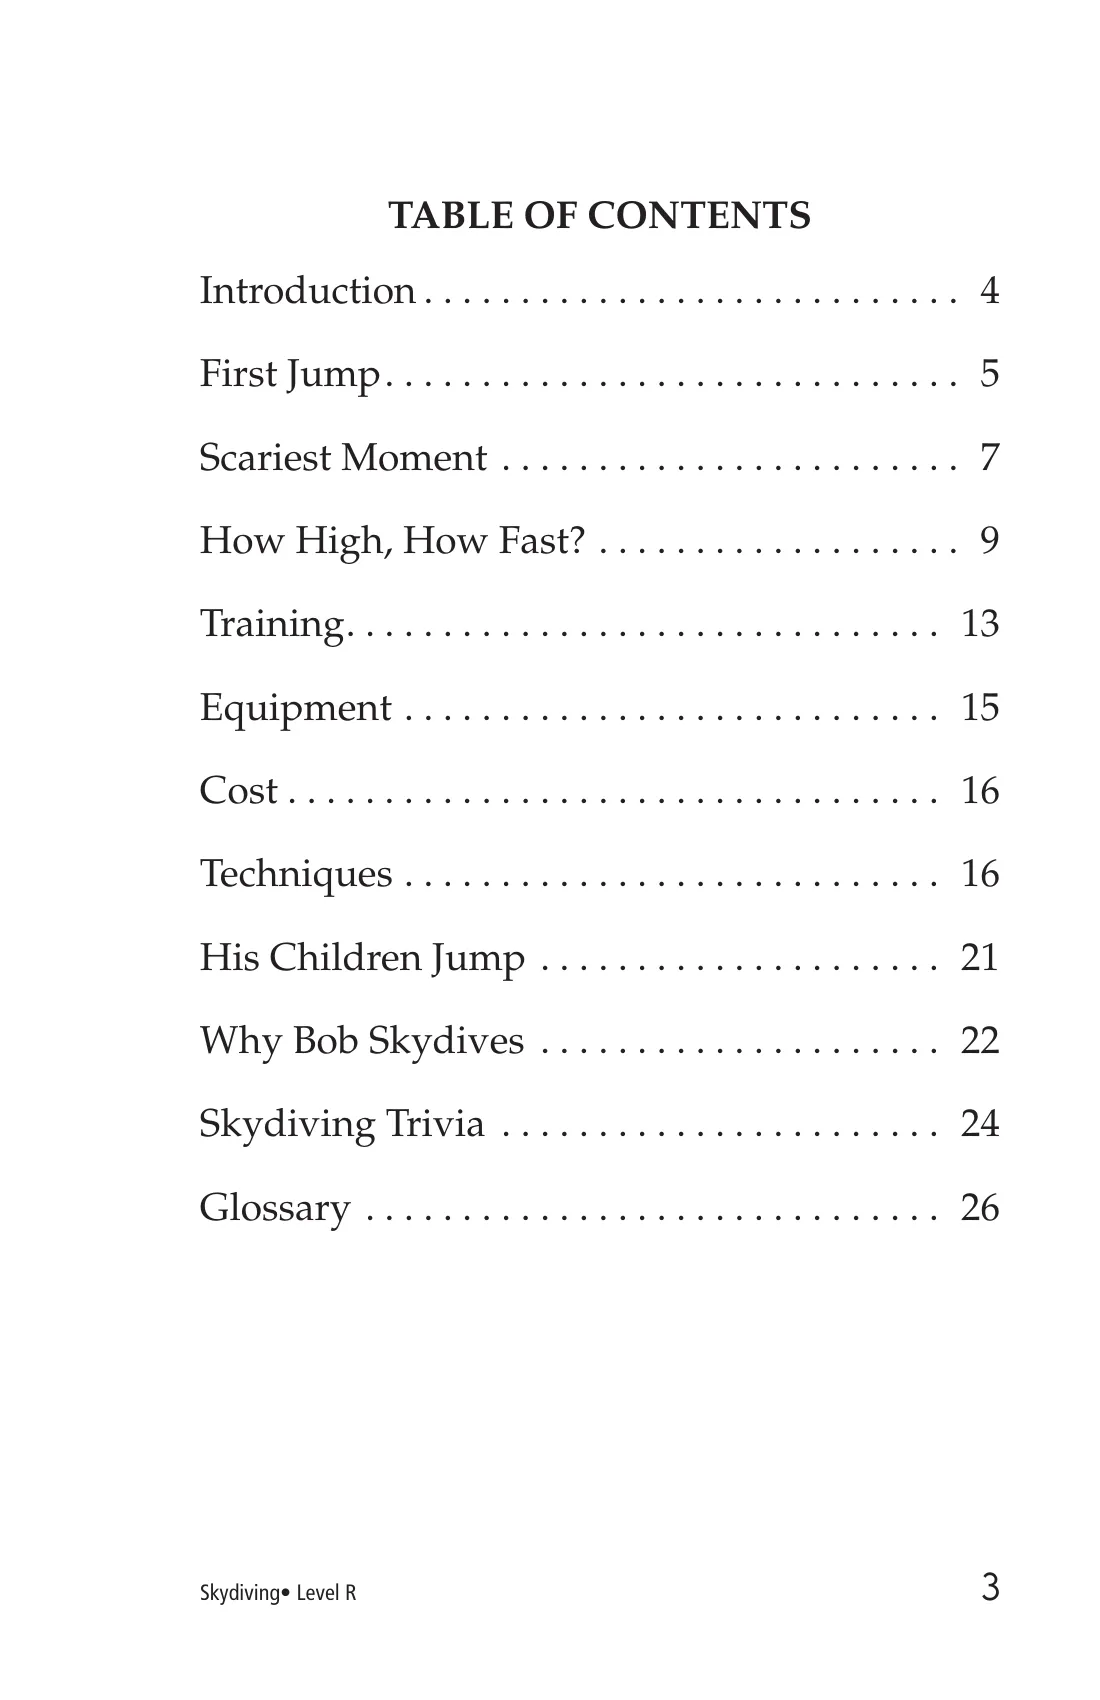 TABLE OF CONTENTS
Introduction . . . . . . . . . . . . . . . . . . . . . . . . . . . . 4
First Jump . . . . . . . . . . . . . . . . . . . . . . . . . . . . . . 5
Scariest Moment . . . . . . . . . . . . . . . . . . . . . . . . 7
How High, How Fast? . . . . . . . . . . . . . . . . . . . 9
Training. . . . . . . . . . . . . . . . . . . . . . . . . . . . . . . 13
Equipment . . . . . . . . . . . . . . . . . . . . . . . . . . . . 15
Cost . . . . . . . . . . . . . . . . . . . . . . . . . . . . . . . . . . 16
Techniques . . . . . . . . . . . . . . . . . . . . . . . . . . . . 16
His Children Jump . . . . . . . . . . . . . . . . . . . . . 21
Why Bob Skydives . . . . . . . . . . . . . . . . . . . . . 22
Skydiving Trivia . . . . . . . . . . . . . . . . . . . . . . . 24
Glossary . . . . . . . . . . . . . . . . . . . . . . . . . . . . . . 26
Skydiving• Level R 3